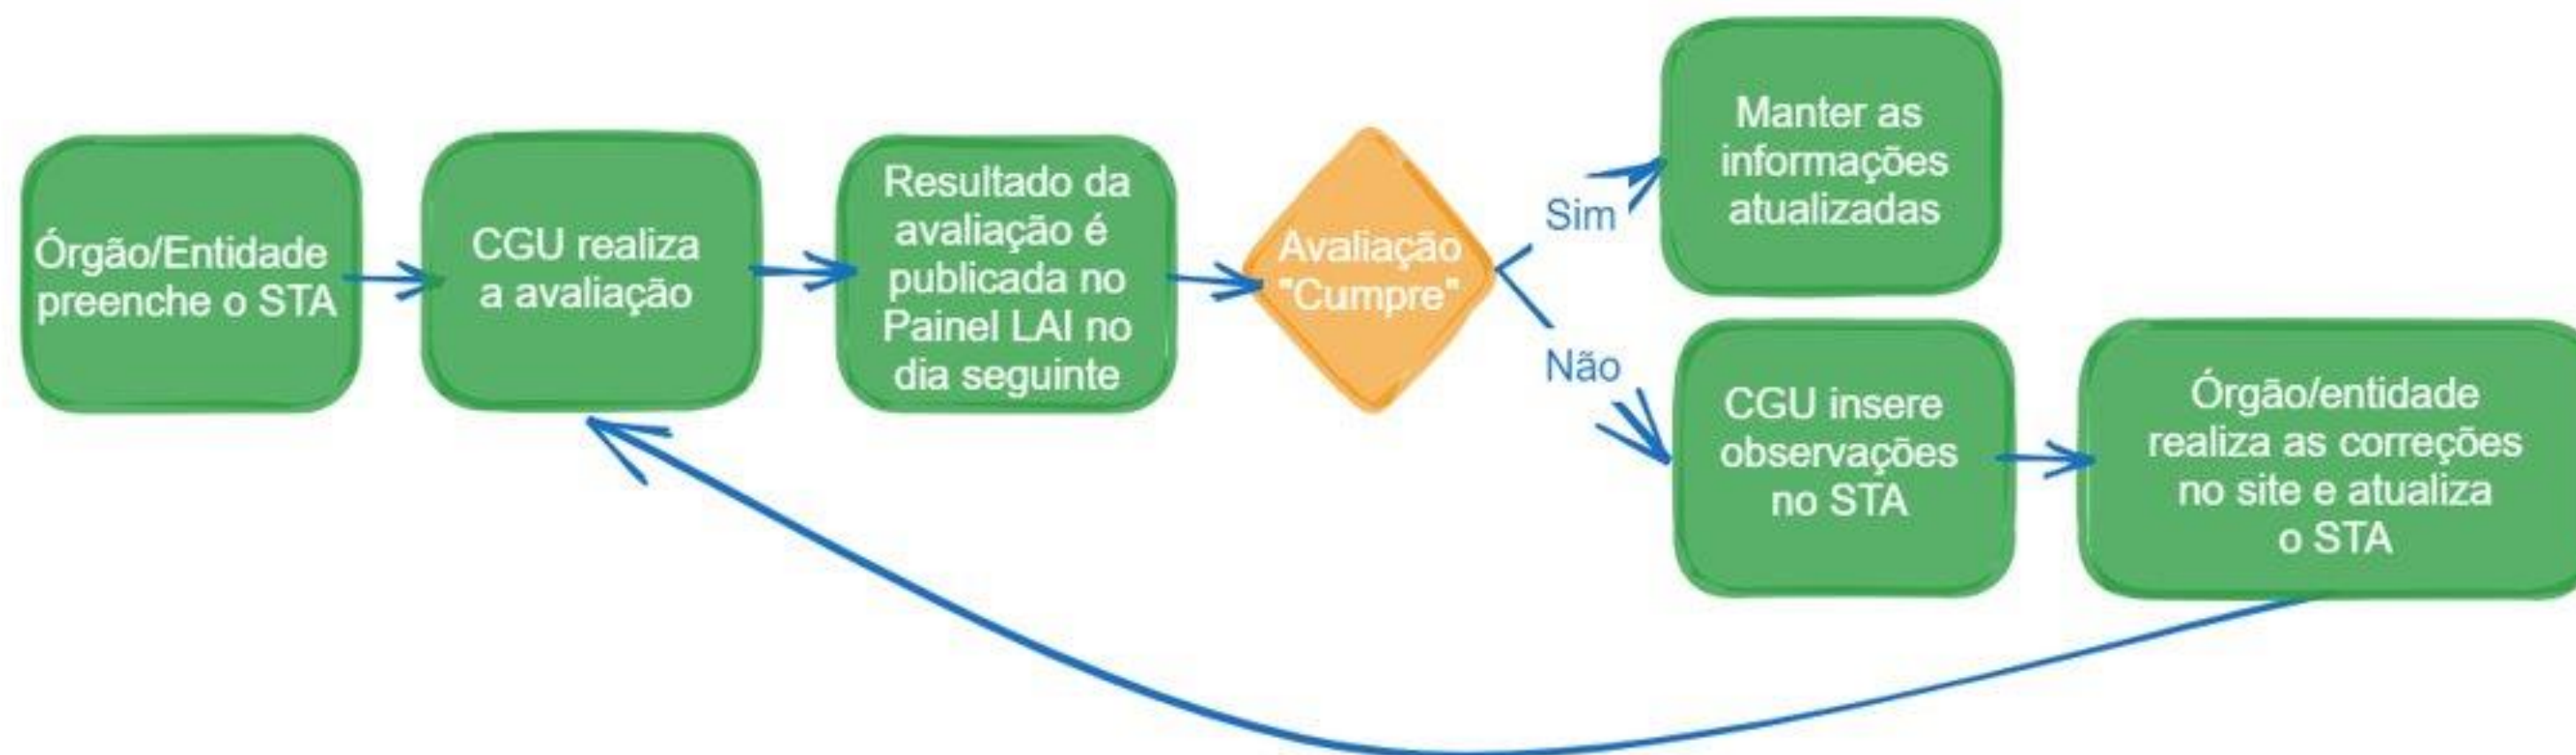 Órgão/Entidade
preenche o STA
CGU realiza
a avaliação
Resultado da
avaliação é
publicada no
Painel LAI no
dia seguinte
Avaliação
"Cumpre"
Sim
Manter as
informações
atualizadas
Não
CGU insere
observações
no STA
Órgão/entidade
realiza as correções
no site e atualiza
o STA